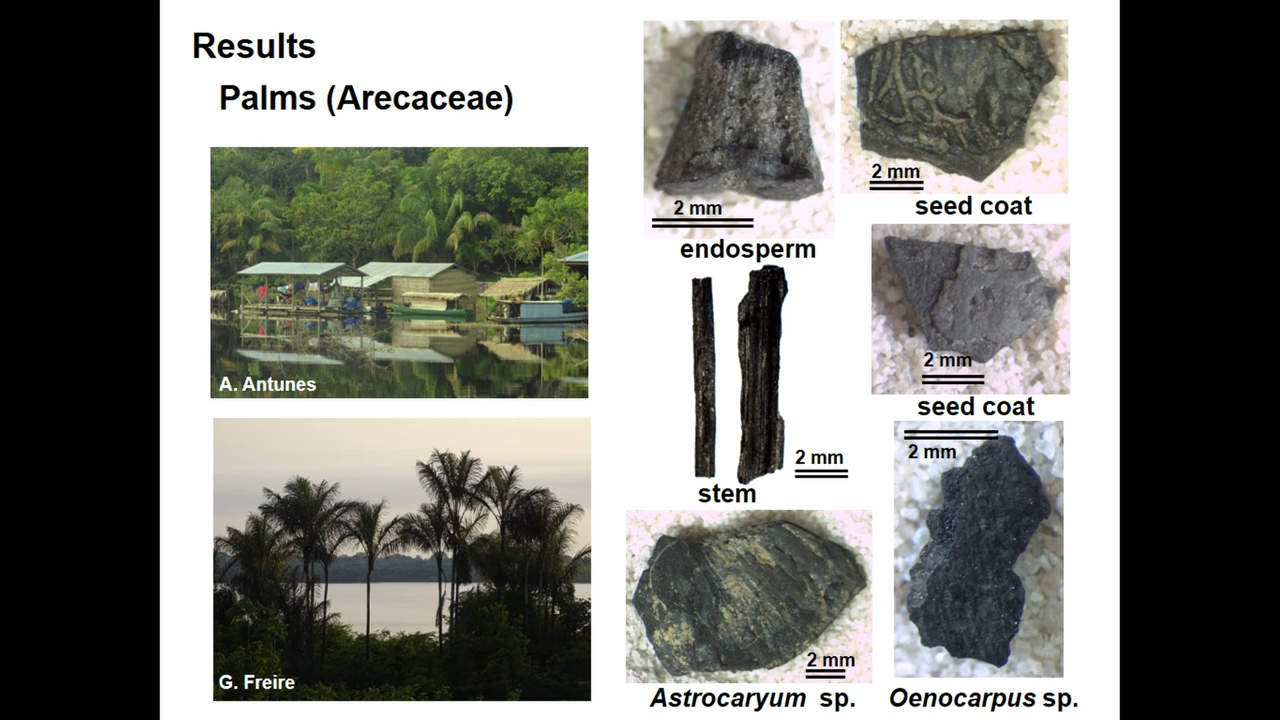 Results
Palms (Arecaceae)
A. Antunes
G. Freire
2 mm
endosperm
2 mm
seed coat
2 mm
seed coat
2 mm
stem
2 mm
Astrocaryum sp.
2 mm
Oenocarpus sp.